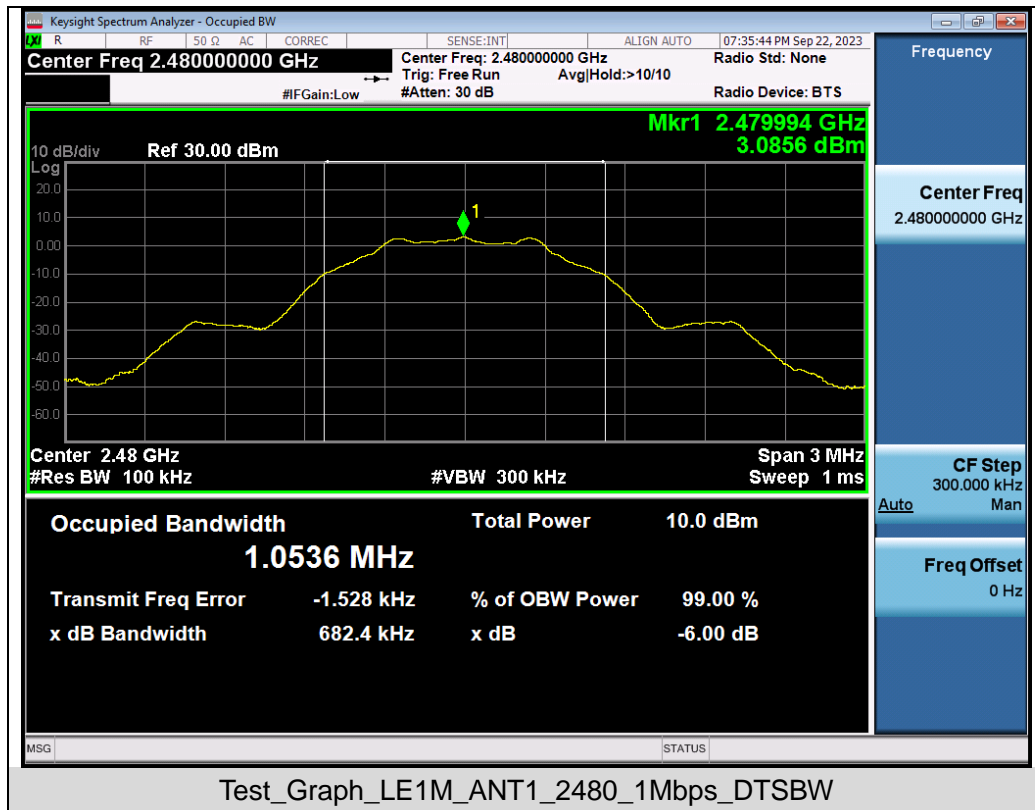 Keysight Spectrum Analyzer - Occupied BW
LXI R RF 50 Ω AC CORREC SENSE:INT ALIGN AUTO 07:35:44 PM Sep 22, 2023
Center Freq 2.480000000 GHz
Center Freq: 2.480000000 GHz Radio Std: None
Trig: Free Run Avg|Hold:>10/10
#IFGain:Low #Atten: 30 dB Radio Device: BTS
Mkr1 2.479994 GHz
3.0856 dBm
10 dB/div Ref 30.00 dBm
Log
20.0
10.0
1
0.00
-10.0
-20.0
-30.0
-40.0
-50.0
-60.0
Center 2.48 GHz Span 3 MHz
#Res BW 100 kHz #VBW 300 kHz Sweep 1 ms
Occupied Bandwidth Total Power 10.0 dBm
1.0536 MHz
Transmit Freq Error -1.528 kHz % of OBW Power 99.00 %
x dB Bandwidth 682.4 kHz x dB -6.00 dB
Frequency
Center Freq
2.480000000 GHz
CF Step
300.000 kHz
Auto Man
Freq Offset
0 Hz
MSG STATUS
Test_Graph_LE1M_ANT1_2480_1Mbps_DTSBW